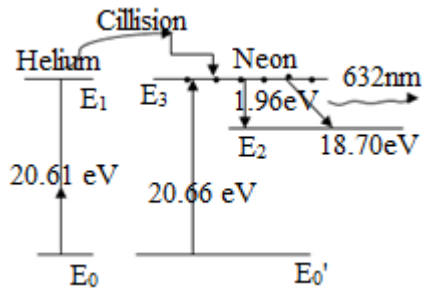 Cillision
Helium
Neon
632nm
E1
E3
1.96eV
E2
18.70eV
20.61 eV
20.66 eV
E0
E0'